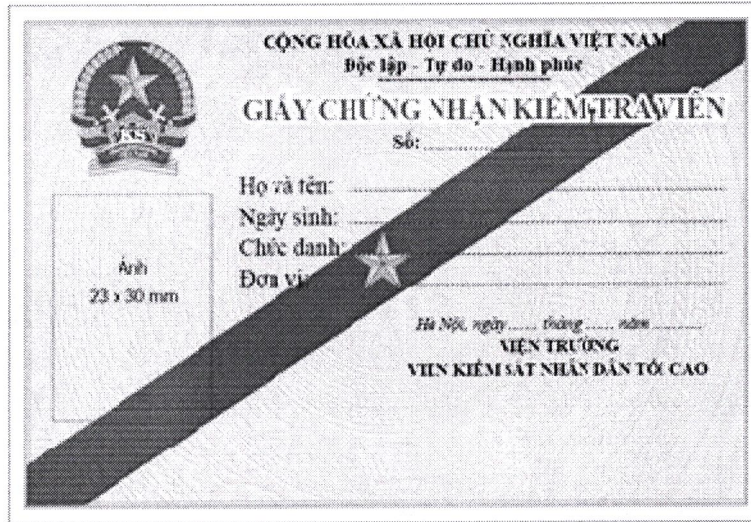 CỘNG HÒA XÃ HỘI CHỦ NGHĨA VIỆT NAM
Độc lập - Tự do - Hạnh phúc
GIẤY CHỨNG NHẬN KIỂM TRA VIÊN
Số:
KS
Họ và tên:
Ngày sinh:
Chức danh:
Đơn vị:
Ảnh
23 x 30 mm
Hà Nội, ngày ...... tháng ...... năm ............
VIỆN TRƯỞNG
VIỆN KIỂM SÁT NHÂN DÂN TỐI CAO